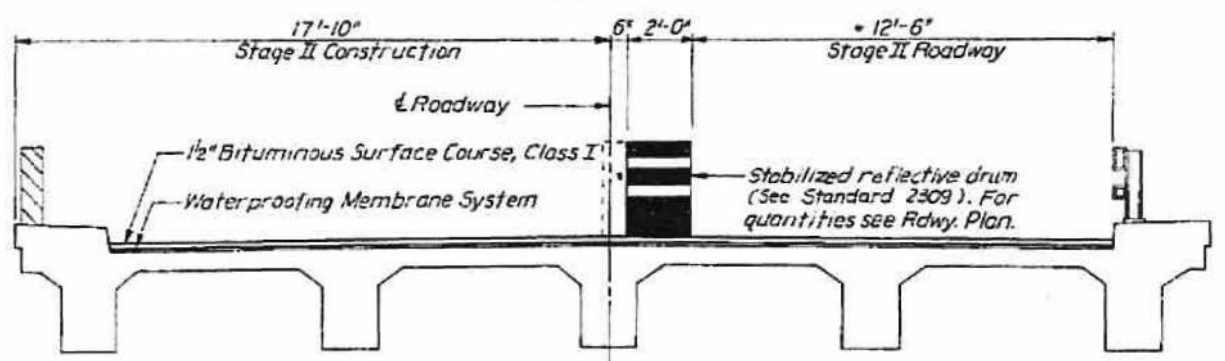 17'-10"
6" 2'-0"
* 12'-6"
Stage II Construction
Stage II Roadway
℄ Roadway
1½" Bituminous Surface Course, Class I
Stabilized reflective drum
(See Standard 2309). For
quantities see Rdwy. Plan.
Waterproofing Membrane System